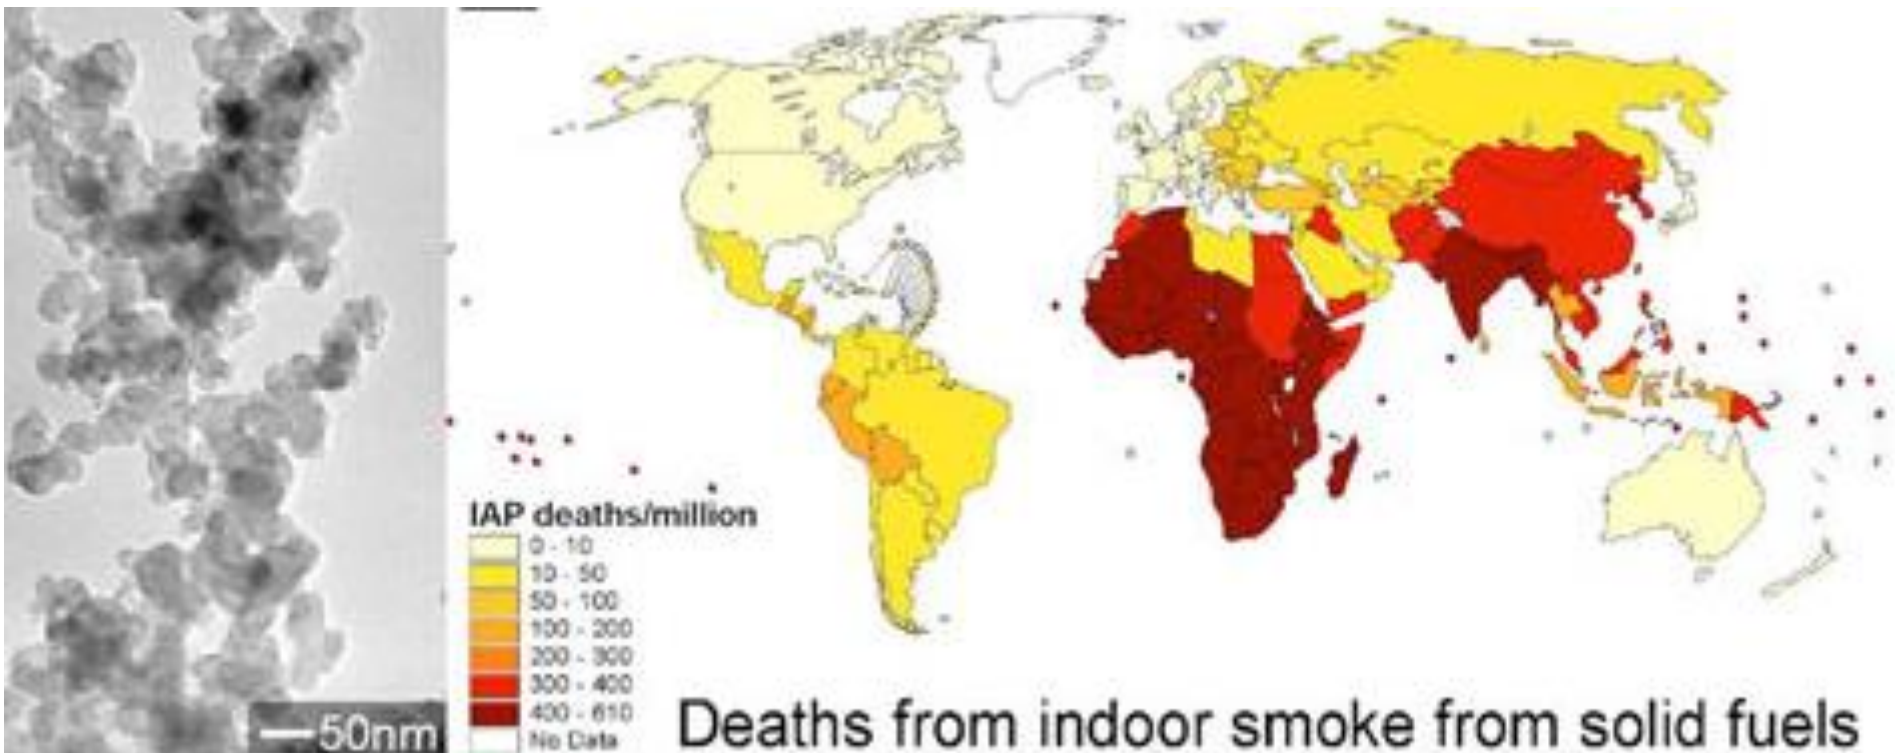 50nm
IAP deaths/million
0 - 10
10 - 50
50 - 100
100 - 200
200 - 300
300 - 400
400 - 610
No Data
Deaths from indoor smoke from solid fuels